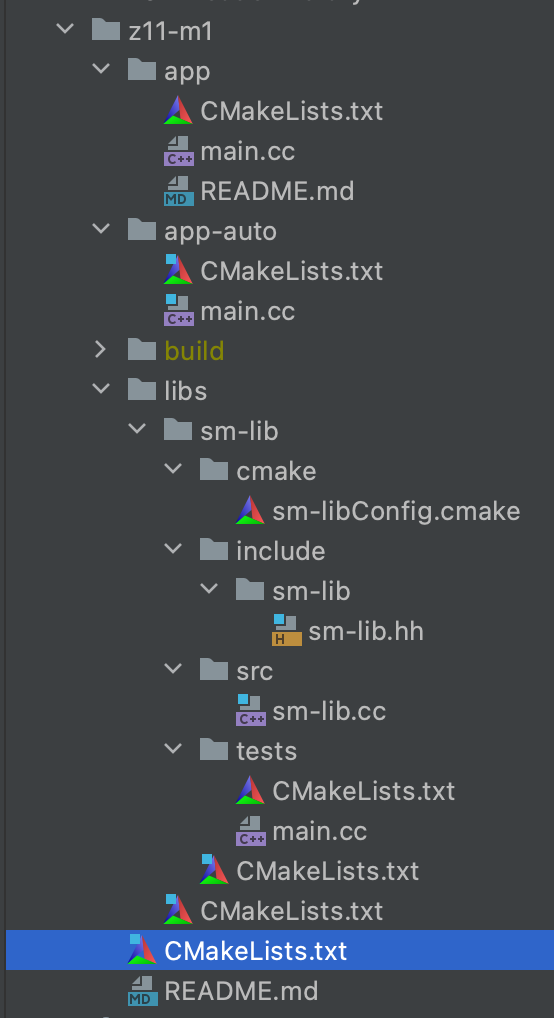 z11-m1
app
CMakeLists.txt
C++ main.cc
MD README.md
app-auto
CMakeLists.txt
C++ main.cc
build
libs
sm-lib
cmake
sm-libConfig.cmake
include
sm-lib
H sm-lib.hh
src
C++ sm-lib.cc
tests
CMakeLists.txt
C++ main.cc
CMakeLists.txt
CMakeLists.txt
CMakeLists.txt
MD README.md